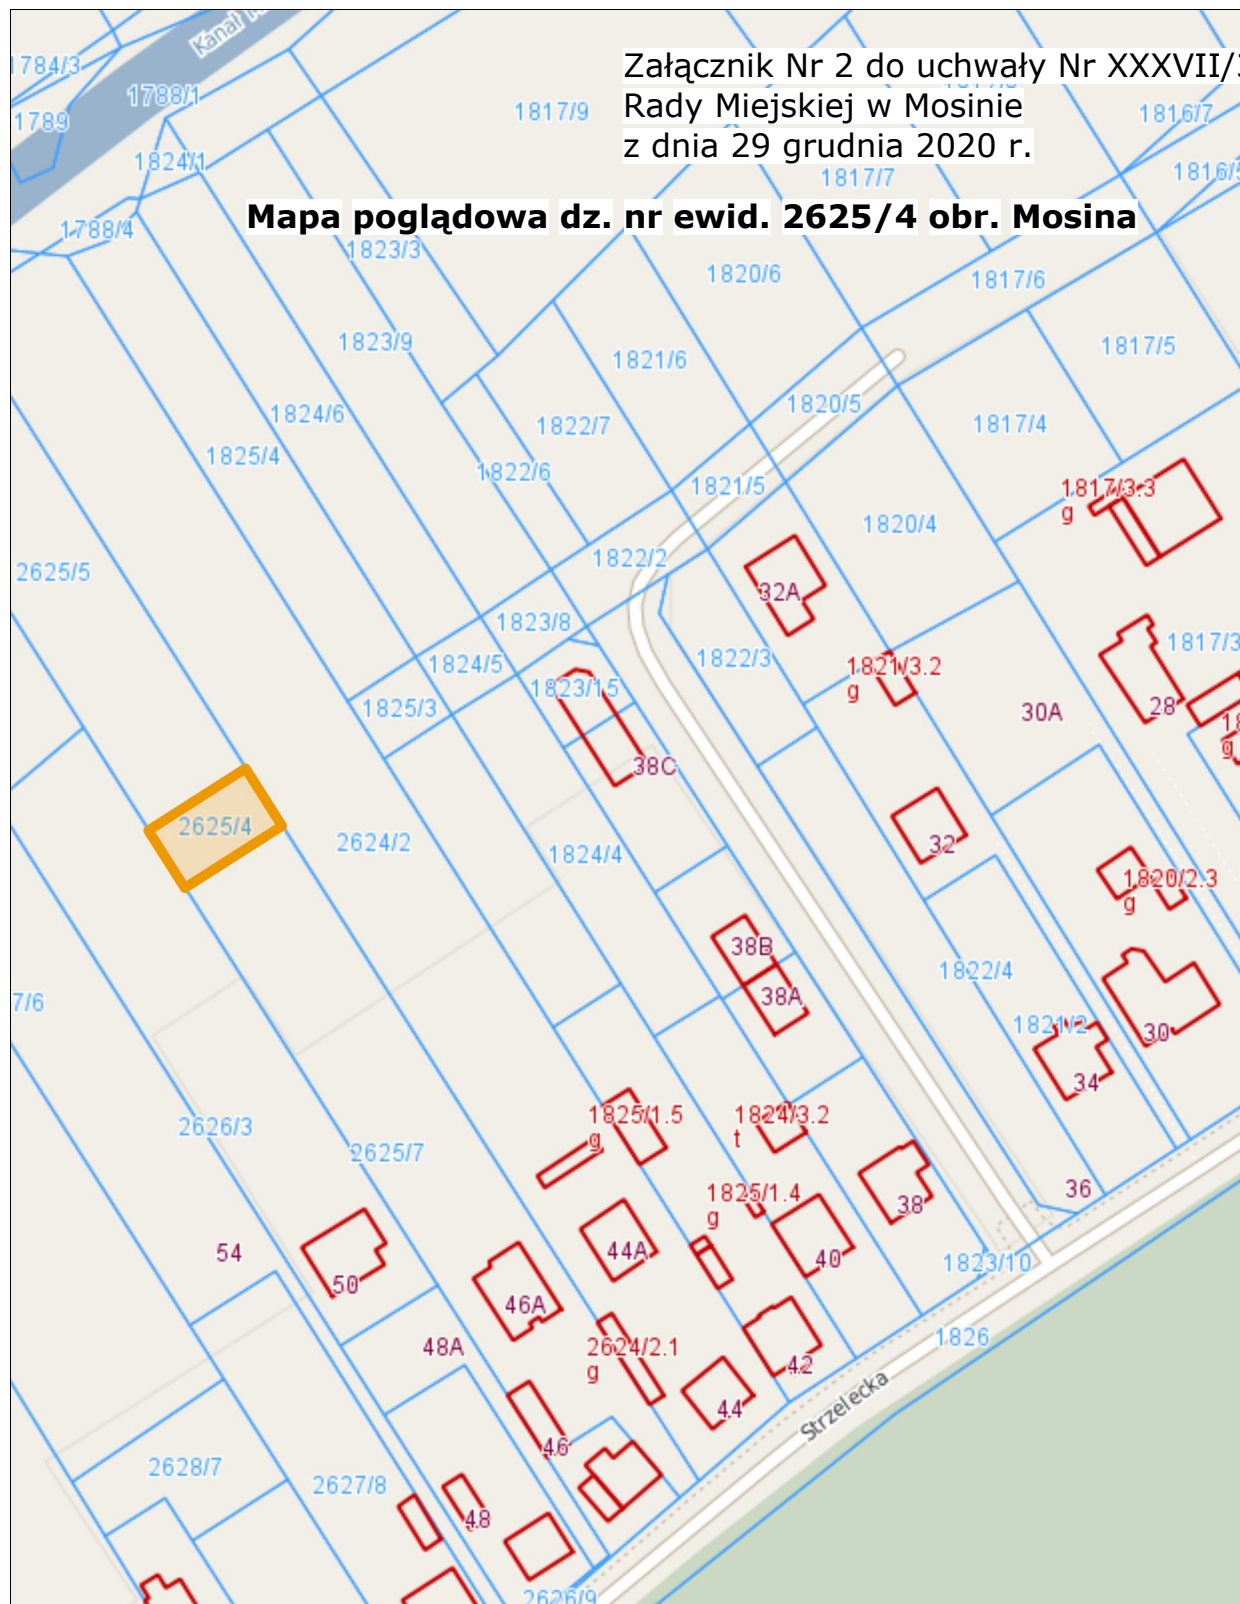 Kanał
Załącznik Nr 2 do uchwały Nr XXXVII/
Rady Miejskiej w Mosinie
z dnia 29 grudnia 2020 r.
Mapa poglądowa dz. nr ewid. 2625/4 obr. Mosina
1784/3
1788/1
1789
1817/9
1816/7
1824/1
1817/7
1788/4
1823/3
1820/6
1817/6
1823/9
1821/6
1817/5
1824/6
1820/5
1822/7
1817/4
1825/4
1822/6
1821/5
1817/3.3
g
1820/4
1822/2
2625/5
32A
1823/8
1817/3
1824/5
1822/3
1821/3.2
g
1823/15
1825/3
30A
28
g
38C
2625/4
2624/2
32
1824/4
1820/2.3
g
38B
1822/4
38A
7/6
1821/2
30
34
1825/1.5
g
1824/3.2
t
2626/3
2625/7
1825/1.4
g
36
38
54
44A
40
1823/10
50
46A
1826
48A
2624/2.1
g
42
Strzelecka
44
46
2628/7
2627/8
48
2626/9